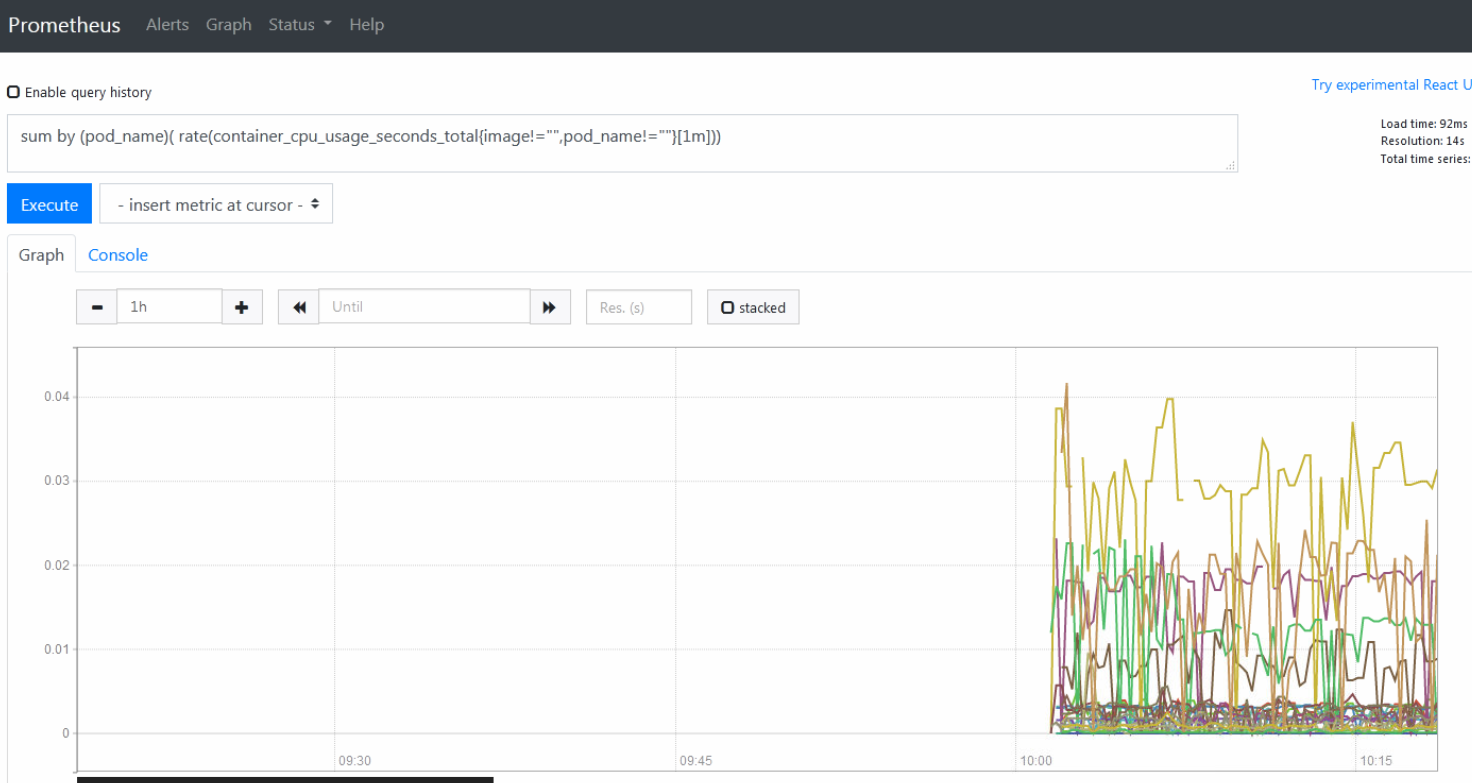 Prometheus Alerts Graph Status Help
Enable query history
Try experimental React U
sum by (pod_name)( rate(container_cpu_usage_seconds_total{image!="",pod_name!=""}[1m]))
Load time: 92ms
Resolution: 14s
Total time series:
Execute - insert metric at cursor -
Graph Console
1h Until Res. (s) stacked
0.04
0.03
0.02
0.01
0
09:30 09:45 10:00 10:15